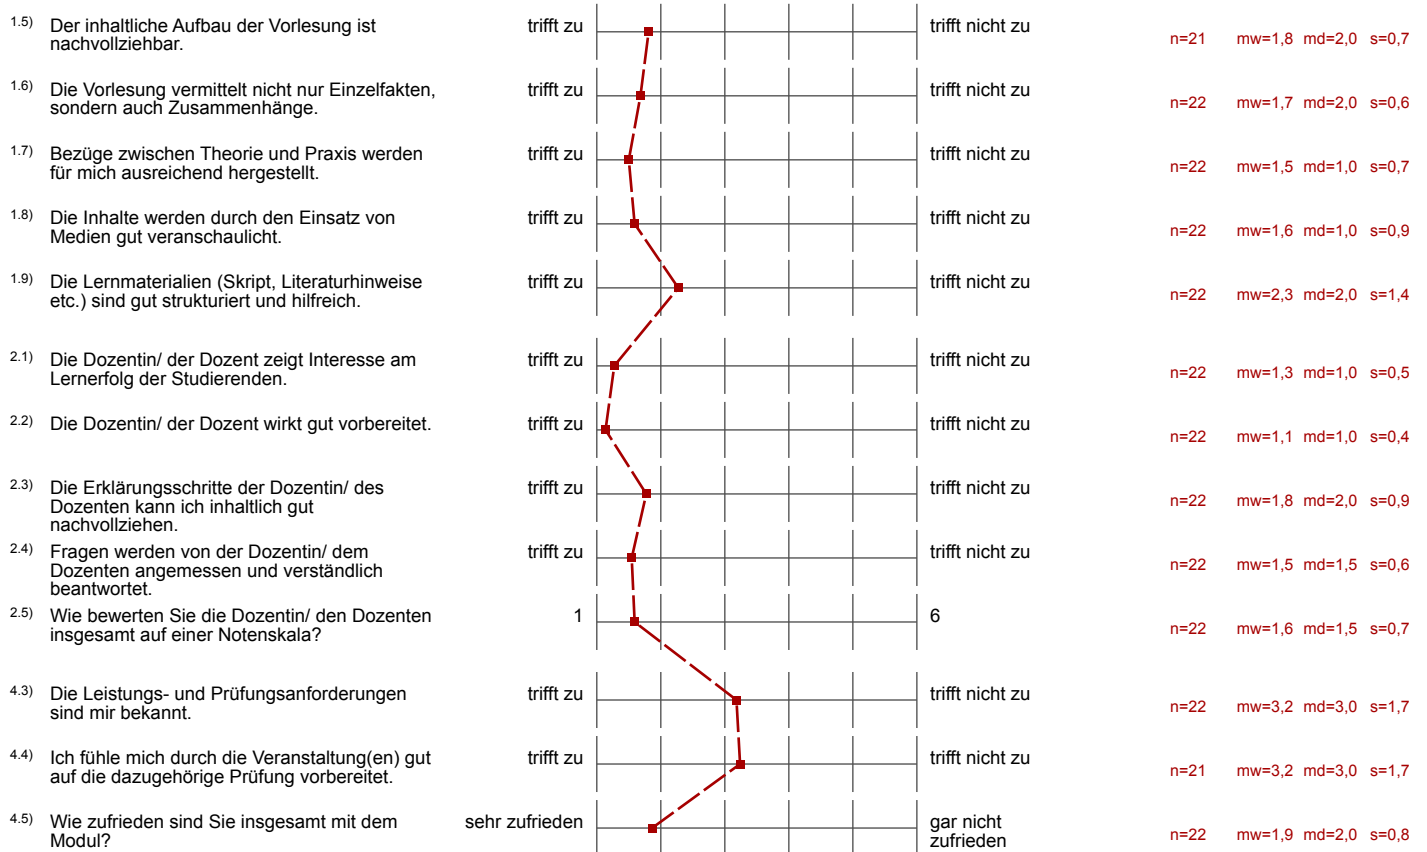 1.5) Der inhaltliche Aufbau der Vorlesung ist trifft zu trifft nicht zu
nachvollziehbar. n=21 mw=1,8 md=2,0 s=0,7
1.6) Die Vorlesung vermittelt nicht nur Einzelfakten, trifft zu trifft nicht zu
sondern auch Zusammenhänge. n=22 mw=1,7 md=2,0 s=0,6
1.7) Bezüge zwischen Theorie und Praxis werden trifft zu trifft nicht zu
für mich ausreichend hergestellt. n=22 mw=1,5 md=1,0 s=0,7
1.8) Die Inhalte werden durch den Einsatz von trifft zu trifft nicht zu
Medien gut veranschaulicht. n=22 mw=1,6 md=1,0 s=0,9
1.9) Die Lernmaterialien (Skript, Literaturhinweise trifft zu trifft nicht zu
etc.) sind gut strukturiert und hilfreich. n=22 mw=2,3 md=2,0 s=1,4
2.1) Die Dozentin/ der Dozent zeigt Interesse am trifft zu trifft nicht zu
Lernerfolg der Studierenden. n=22 mw=1,3 md=1,0 s=0,5
2.2) Die Dozentin/ der Dozent wirkt gut vorbereitet. trifft zu trifft nicht zu
n=22 mw=1,1 md=1,0 s=0,4
2.3) Die Erklärungsschritte der Dozentin/ des trifft zu trifft nicht zu
Dozenten kann ich inhaltlich gut n=22 mw=1,8 md=2,0 s=0,9
nachvollziehen.
2.4) Fragen werden von der Dozentin/ dem trifft zu trifft nicht zu
Dozenten angemessen und verständlich n=22 mw=1,5 md=1,5 s=0,6
beantwortet.
2.5) Wie bewerten Sie die Dozentin/ den Dozenten 1 6
insgesamt auf einer Notenskala? n=22 mw=1,6 md=1,5 s=0,7
4.3) Die Leistungs- und Prüfungsanforderungen trifft zu trifft nicht zu
sind mir bekannt. n=22 mw=3,2 md=3,0 s=1,7
4.4) Ich fühle mich durch die Veranstaltung(en) gut trifft zu trifft nicht zu
auf die dazugehörige Prüfung vorbereitet. n=21 mw=3,2 md=3,0 s=1,7
4.5) Wie zufrieden sind Sie insgesamt mit dem sehr zufrieden gar nicht
Modul? zufrieden n=22 mw=1,9 md=2,0 s=0,8